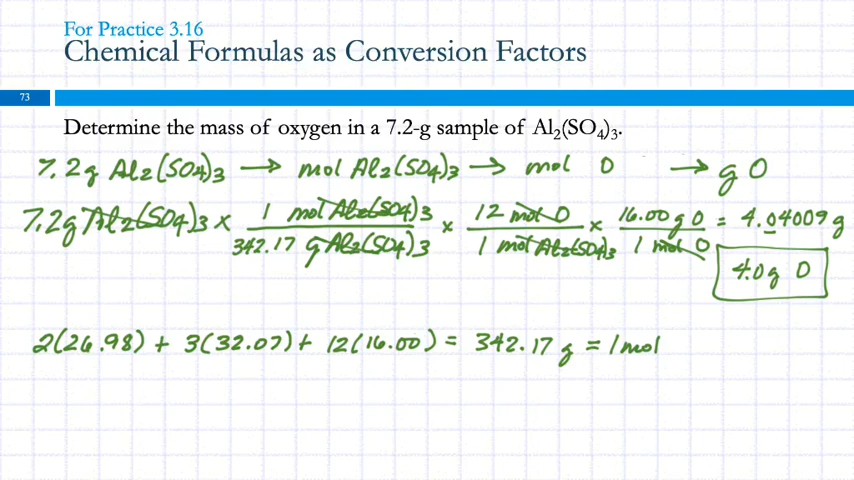 For Practice 3.16
Chemical Formulas as Conversion Factors
73
Determine the mass of oxygen in a 7.2-g sample of Al₂(SO₄)₃.
7.2g Al₂(SO₄)₃ → mol Al₂(SO₄)₃ → mol O → g O
7.2g Al₂(SO₄)₃ × 1 mol Al₂(SO₄)₃ / 342.17 g Al₂(SO₄)₃ × 12 mol O / 1 mol Al₂(SO₄)₃ × 16.00 g O / 1 mol O = 4.04009 g
4.0g O
2(26.98) + 3(32.07) + 12(16.00) = 342.17 g = 1 mol